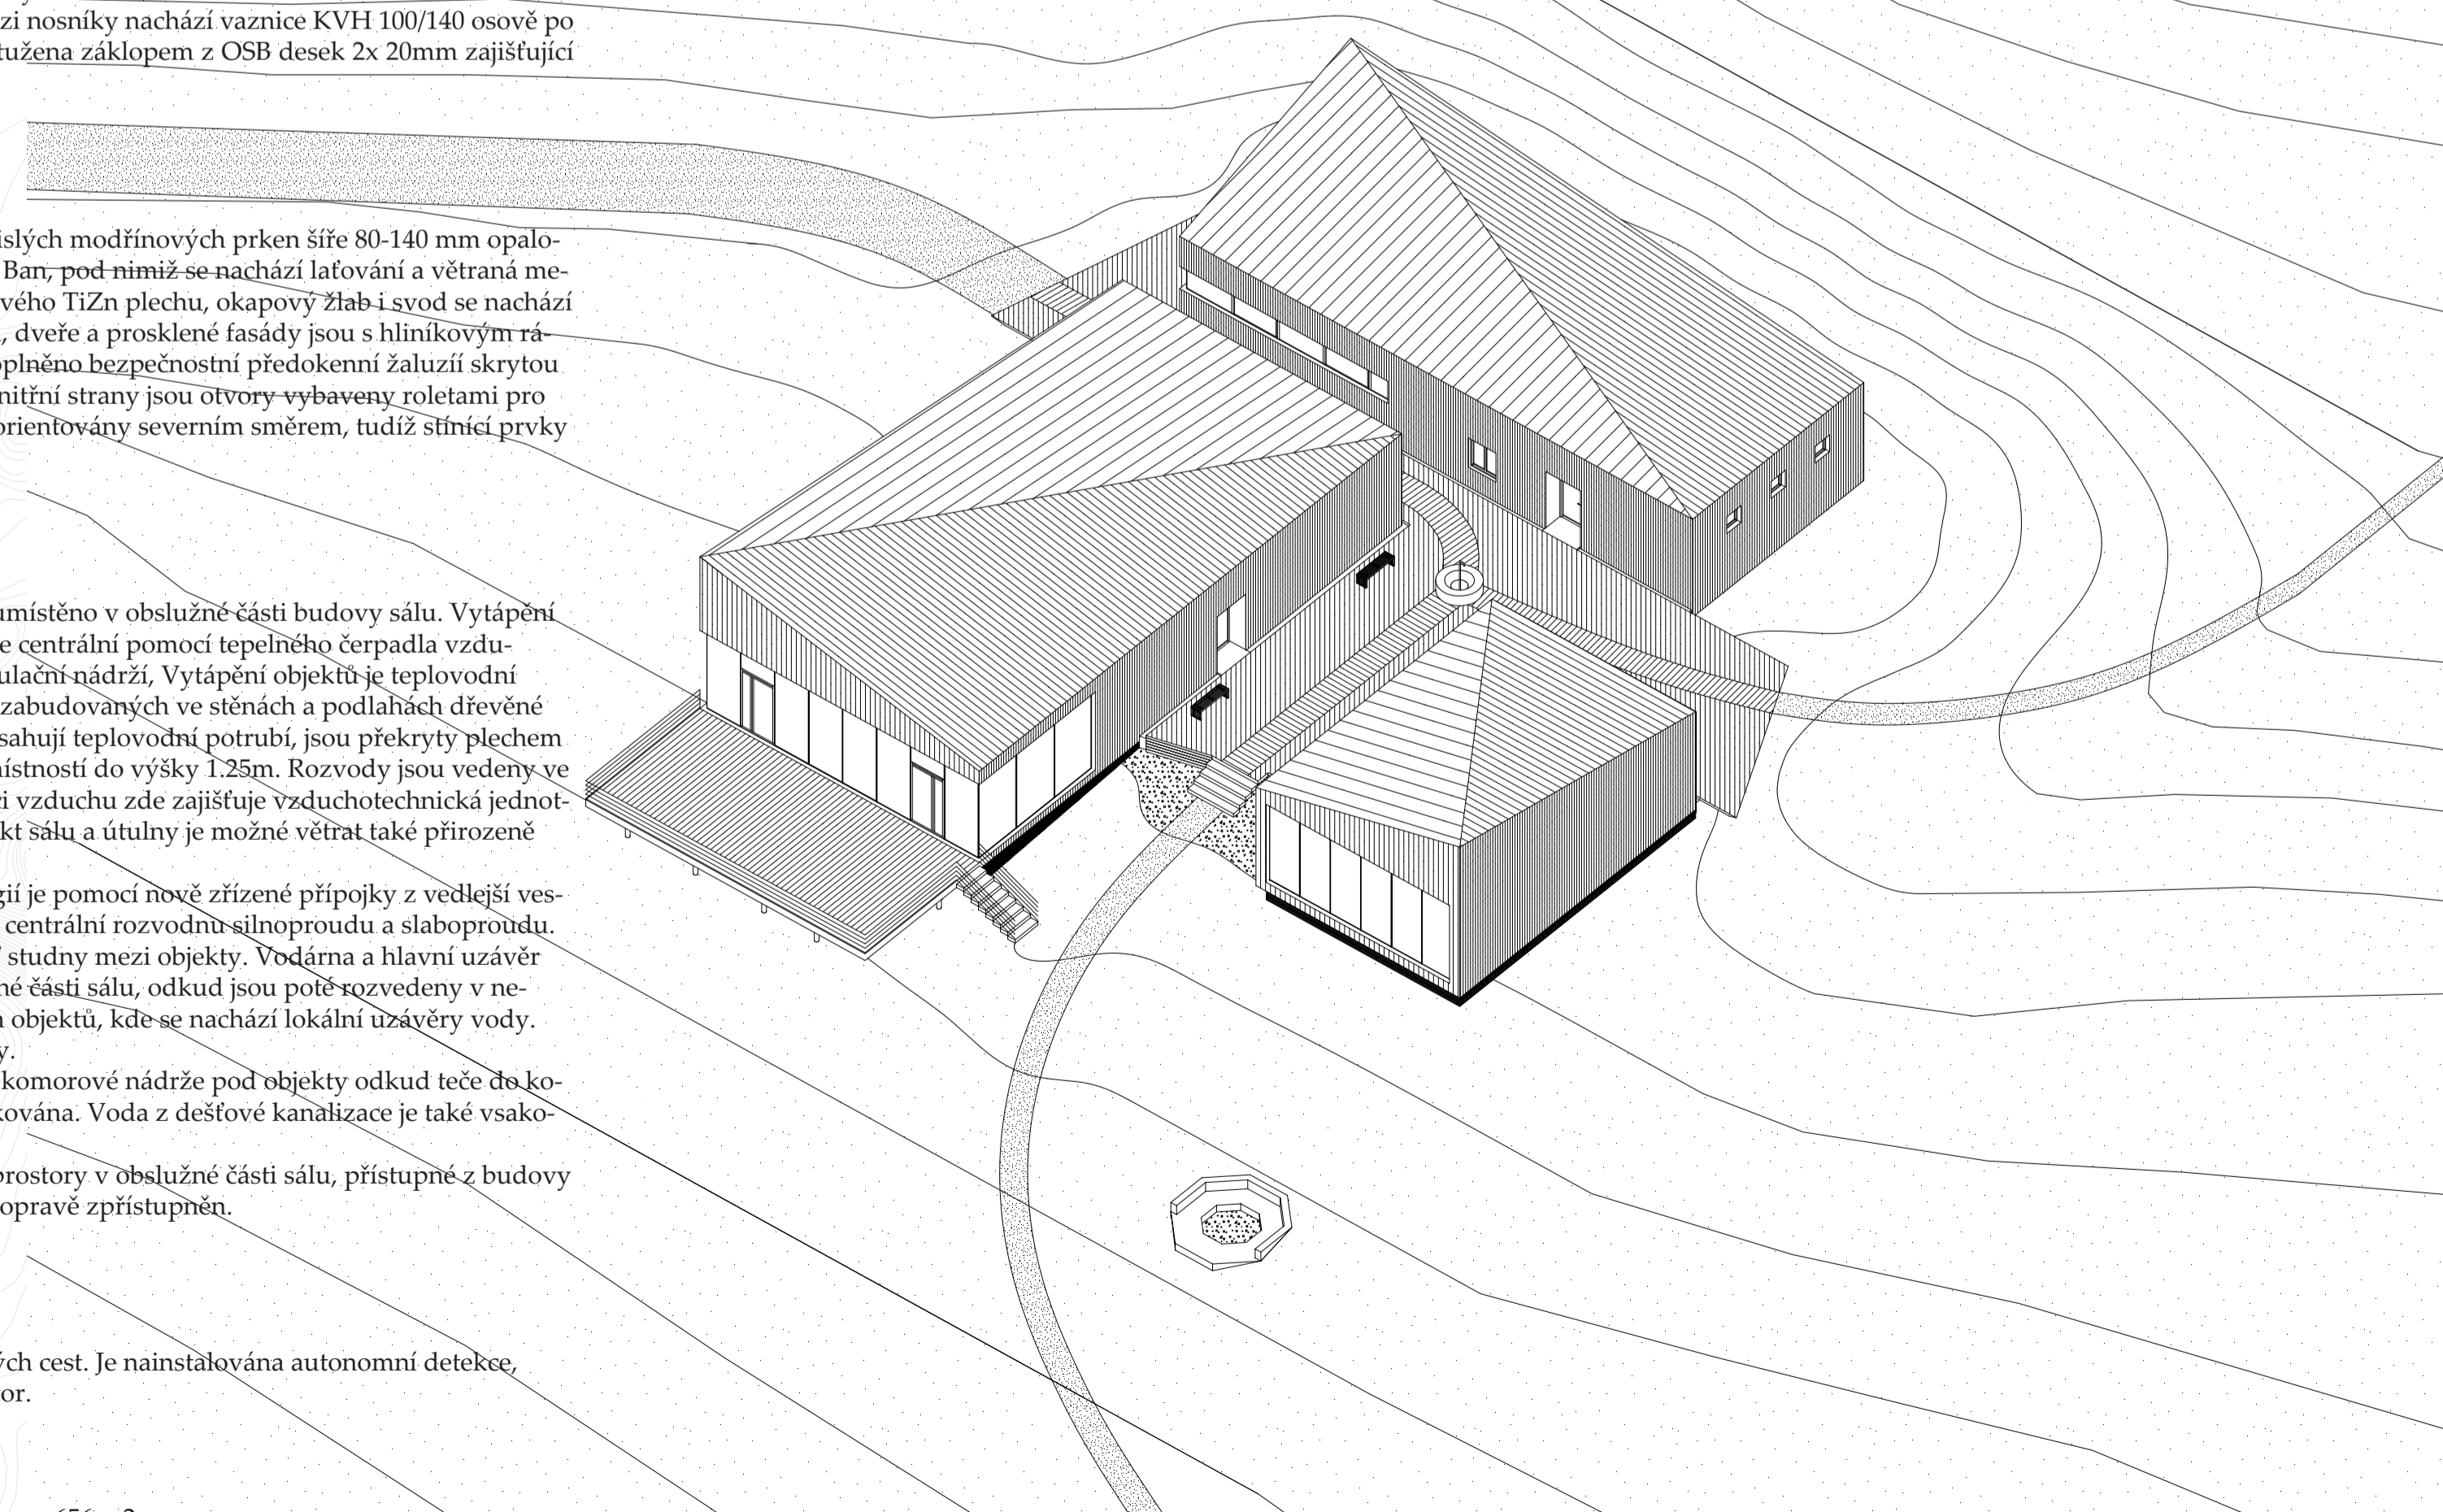 zi nosníky nachází vaznice KVH 100/140 osově po
tužena záklopem z OSB desek 2x 20mm zajišťující
islých modřínových prken šíře 80-140 mm opalo-
Ban, pod nimiž se nachází laťování a větraná me-
vého TiZn plechu, okapový žlab i svod se nachází
, dveře a prosklené fasády jsou s hliníkovým rá-
oplněno bezpečnostní předokenní žaluzíí skrytou
nitřní strany jsou otvory vybaveny roletami pro
orientovány severním směrem, tudíž stínící prvky
umístěno v obslužné části budovy sálu. Vytápění
e centrální pomocí tepelného čerpadla vzdu-
ulační nádrží, Vytápění objektů je teplovodní
zabudovaných ve stěnách a podlahách dřevěné
sahují teplovodní potrubí, jsou překryty plechem
místností do výšky 1.25m. Rozvody jsou vedeny ve
ci vzduchu zde zajišťuje vzduchotechnická jednot-
kt sálu a útulny je možné větrat také přirozeně
gií je pomocí nově zřízené přípojky z vedlejší ves-
centrální rozvodnu silnoproudu a slaboproudu.
studny mezi objekty. Vodárna a hlavní uzávěr
né části sálu, odkud jsou poté rozvedeny v ne-
h objektů, kde se nachází lokální uzávěry vody.
y.
komorové nádrže pod objekty odkud teče do ko-
kována. Voda z dešťové kanalizace je také vsako-
prostory v obslužné části sálu, přístupné z budovy
opravě zpřístupněn.
ých cest. Je nainstalována autonomní detekce,
tor.